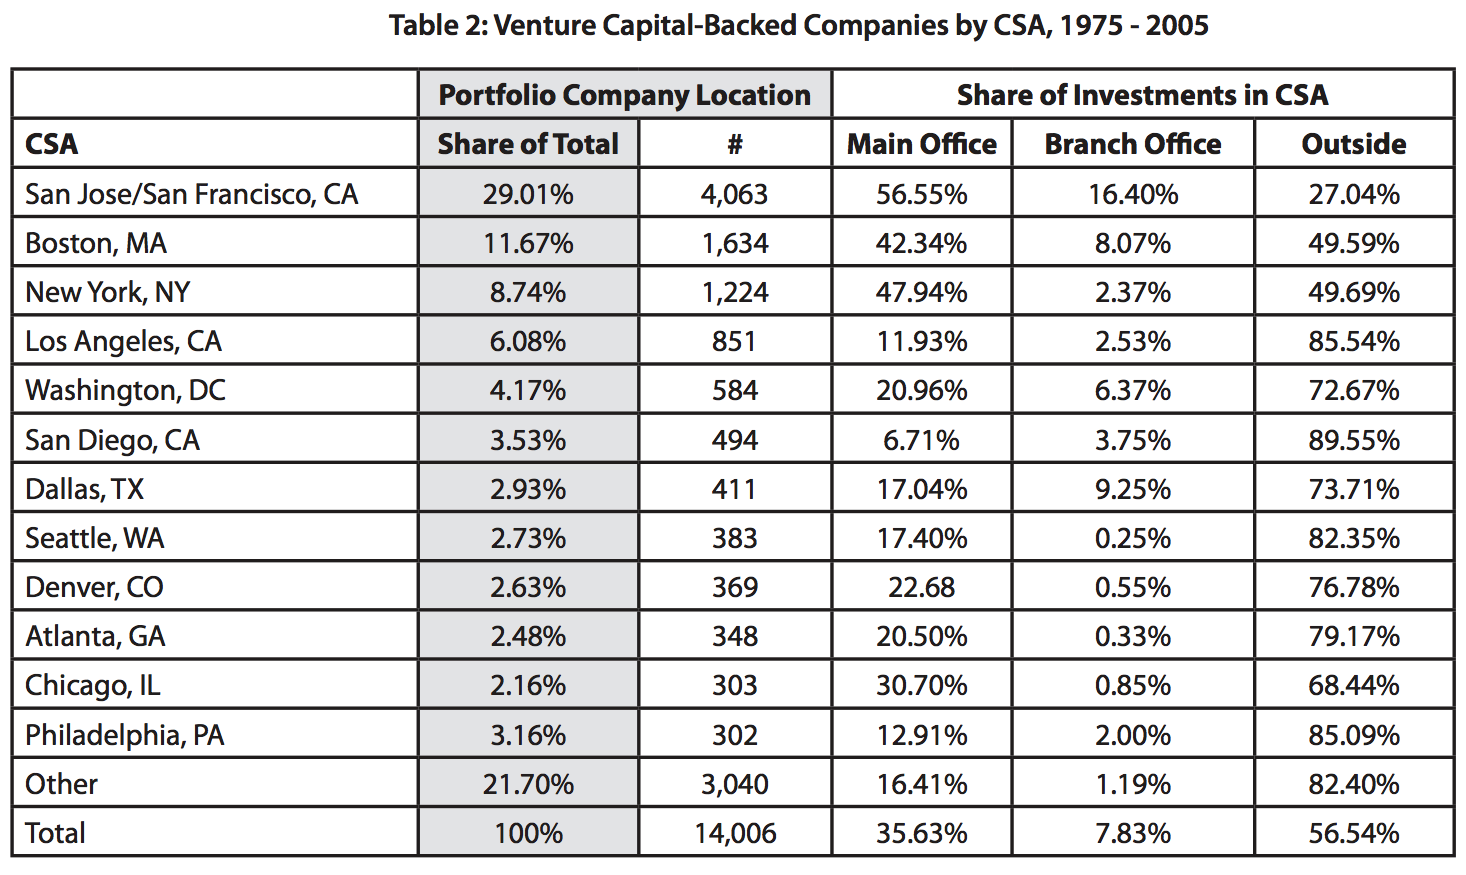 Table 2: Venture Capital-Backed Companies by CSA, 1975 - 2005
Portfolio Company Location Share of Investments in CSA
CSA Share of Total # Main Office Branch Office Outside
San Jose/San Francisco, CA 29.01% 4,063 56.55% 16.40% 27.04%
Boston, MA 11.67% 1,634 42.34% 8.07% 49.59%
New York, NY 8.74% 1,224 47.94% 2.37% 49.69%
Los Angeles, CA 6.08% 851 11.93% 2.53% 85.54%
Washington, DC 4.17% 584 20.96% 6.37% 72.67%
San Diego, CA 3.53% 494 6.71% 3.75% 89.55%
Dallas, TX 2.93% 411 17.04% 9.25% 73.71%
Seattle, WA 2.73% 383 17.40% 0.25% 82.35%
Denver, CO 2.63% 369 22.68 0.55% 76.78%
Atlanta, GA 2.48% 348 20.50% 0.33% 79.17%
Chicago, IL 2.16% 303 30.70% 0.85% 68.44%
Philadelphia, PA 3.16% 302 12.91% 2.00% 85.09%
Other 21.70% 3,040 16.41% 1.19% 82.40%
Total 100% 14,006 35.63% 7.83% 56.54%